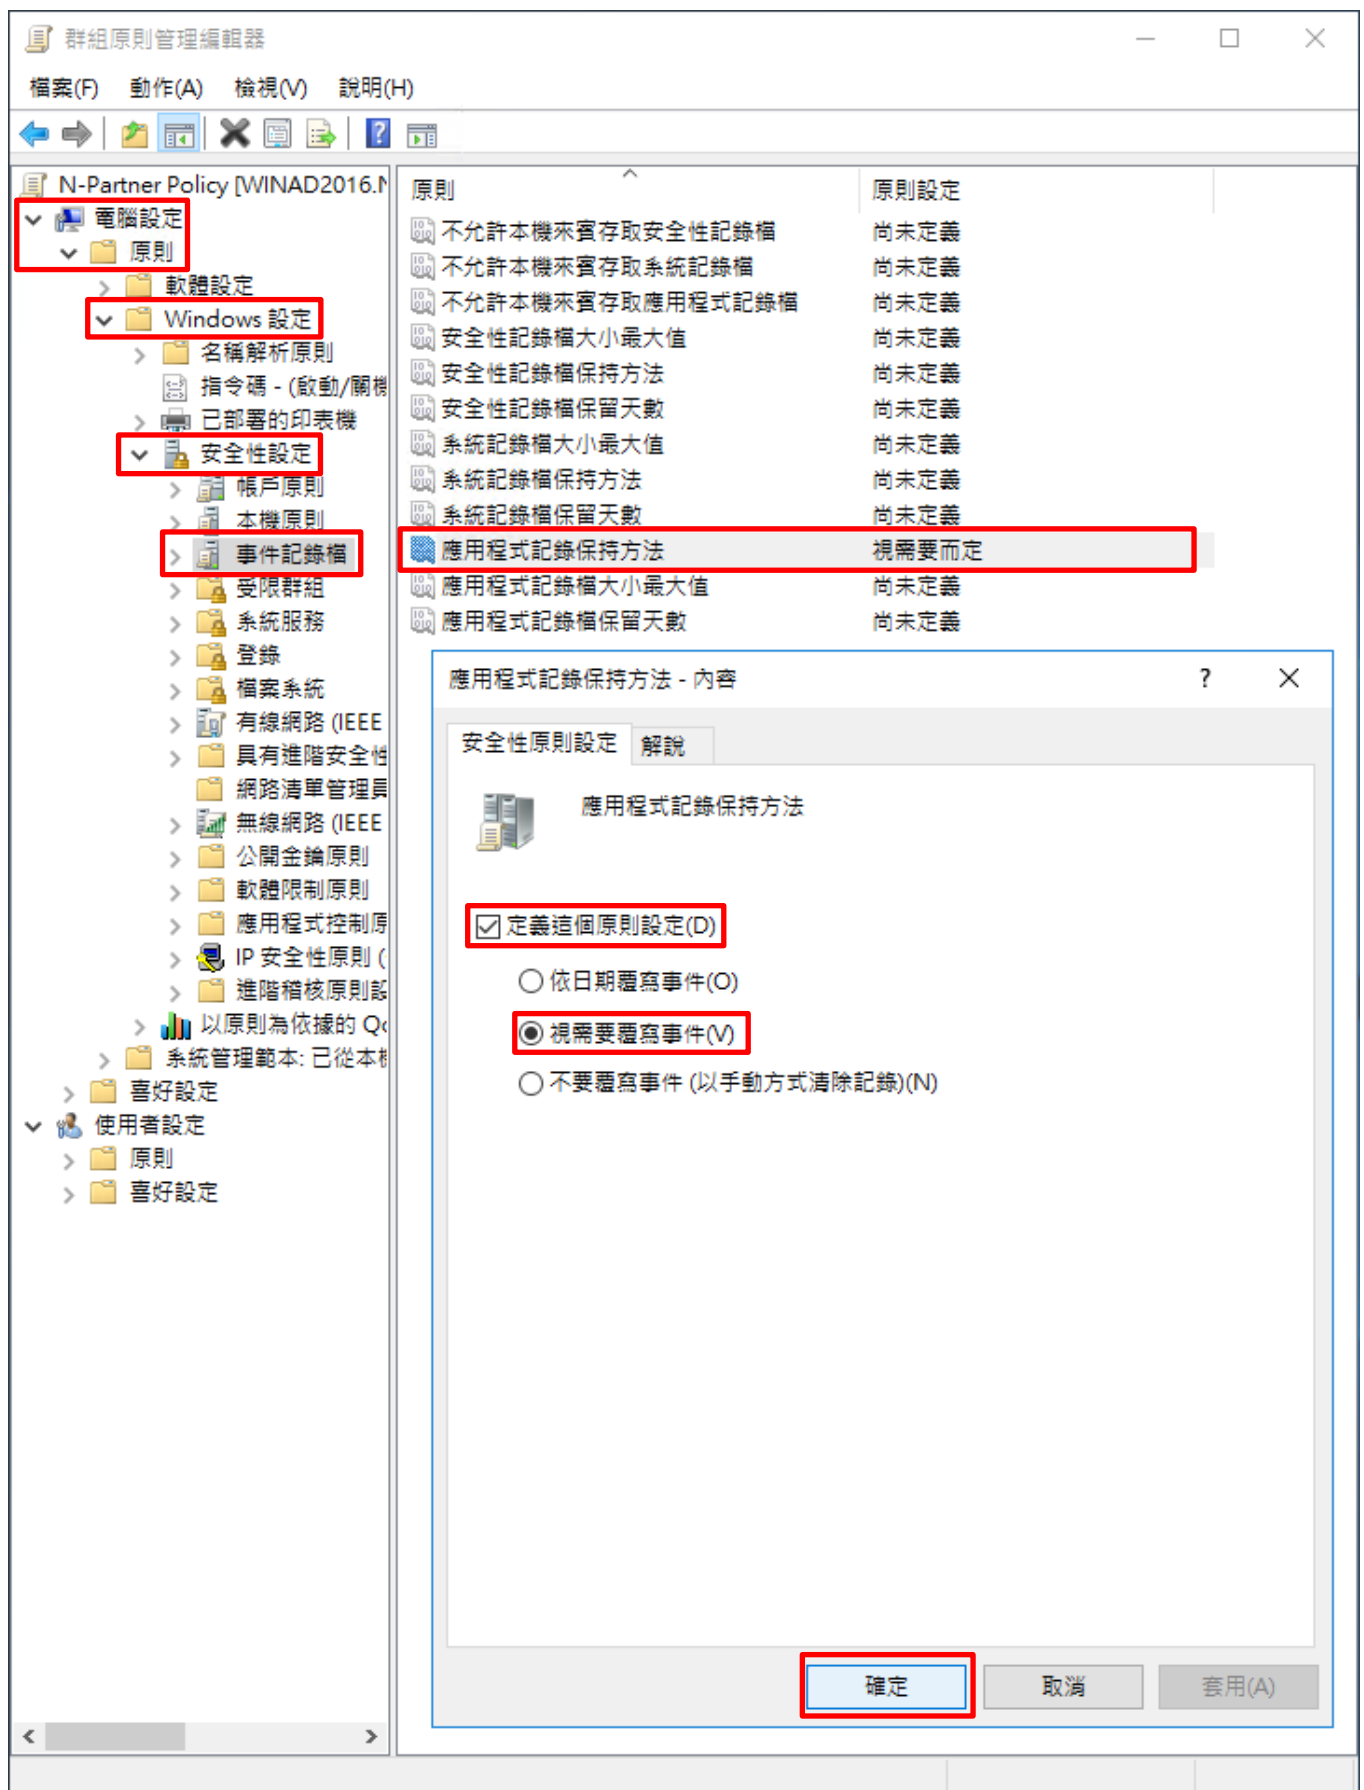 群組原則管理編輯器
檔案(F) 動作(A) 檢視(V) 說明(H)
N-Partner Policy [WINAD2016.N
電腦設定
原則
軟體設定
Windows 設定
名稱解析原則
指令碼 - (啟動/關機
已部署的印表機
安全性設定
帳戶原則
本機原則
事件記錄檔
受限群組
系統服務
登錄
檔案系統
有線網路 (IEEE
具有進階安全性
網路清單管理員
無線網路 (IEEE
公開金鑰原則
軟體限制原則
應用程式控制原
IP 安全性原則 (
進階稽核原則設
以原則為依據的 Qo
系統管理範本: 已從本機
喜好設定
使用者設定
原則
喜好設定
原則 原則設定
不允許本機來賓存取安全性記錄檔 尚未定義
不允許本機來賓存取系統記錄檔 尚未定義
不允許本機來賓存取應用程式記錄檔 尚未定義
安全性記錄檔大小最大值 尚未定義
安全性記錄檔保持方法 尚未定義
安全性記錄檔保留天數 尚未定義
系統記錄檔大小最大值 尚未定義
系統記錄檔保持方法 尚未定義
系統記錄檔保留天數 尚未定義
應用程式記錄保持方法 視需要而定
應用程式記錄檔大小最大值 尚未定義
應用程式記錄檔保留天數 尚未定義
應用程式記錄保持方法 - 內容
安全性原則設定 解說
應用程式記錄保持方法
定義這個原則設定(D)
依日期覆寫事件(O)
視需要覆寫事件(V)
不要覆寫事件 (以手動方式清除記錄)(N)
確定 取消 套用(A)